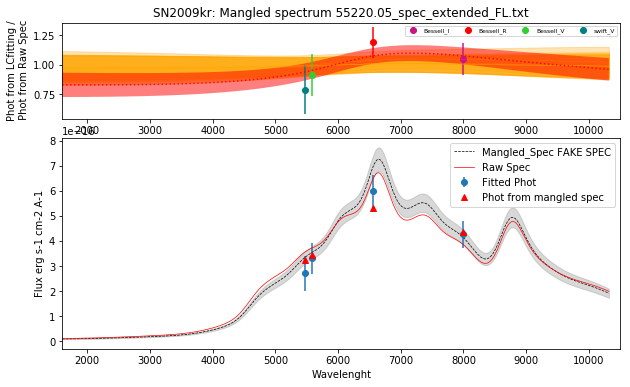 SN2009kr: Mangled spectrum 55220.05_spec_extended_FL.txt
Phot from LCfitting /
Phot from Raw Spec
1.25
1.00
0.75
Bessell_I
Bessell_R
Bessell_V
swift_V
2000 3000 4000 5000 6000 7000 8000 9000 10000
1e−16
8
7
6
5
4
3
2
1
0
Flux erg s-1 cm-2 A-1
Mangled_Spec FAKE SPEC
Raw Spec
Fitted Phot
Phot from mangled spec
2000 3000 4000 5000 6000 7000 8000 9000 10000
Wavelenght